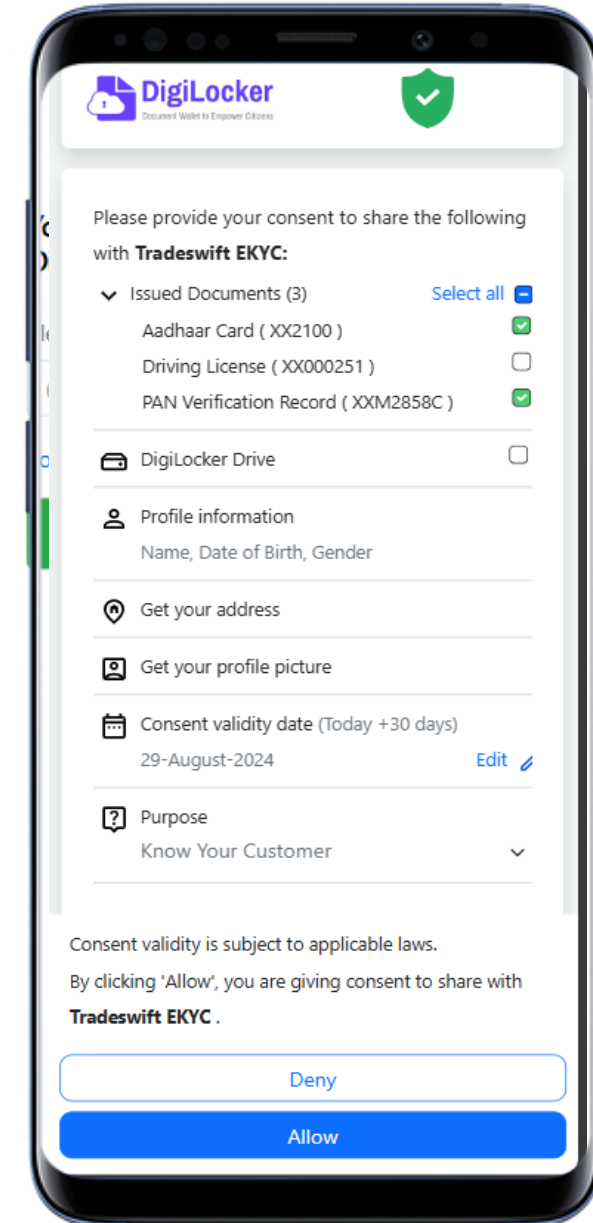 DigiLocker
Document Wallet to Empower Citizens
Please provide your consent to share the following
with Tradeswift EKYC:
Issued Documents (3) Select all
Aadhaar Card ( XX2100 )
Driving License ( XX000251 )
PAN Verification Record ( XXM2858C )
DigiLocker Drive
Profile information
Name, Date of Birth, Gender
Get your address
Get your profile picture
Consent validity date (Today +30 days)
29-August-2024 Edit
Purpose
Know Your Customer
Consent validity is subject to applicable laws.
By clicking 'Allow', you are giving consent to share with
Tradeswift EKYC .
Deny
Allow